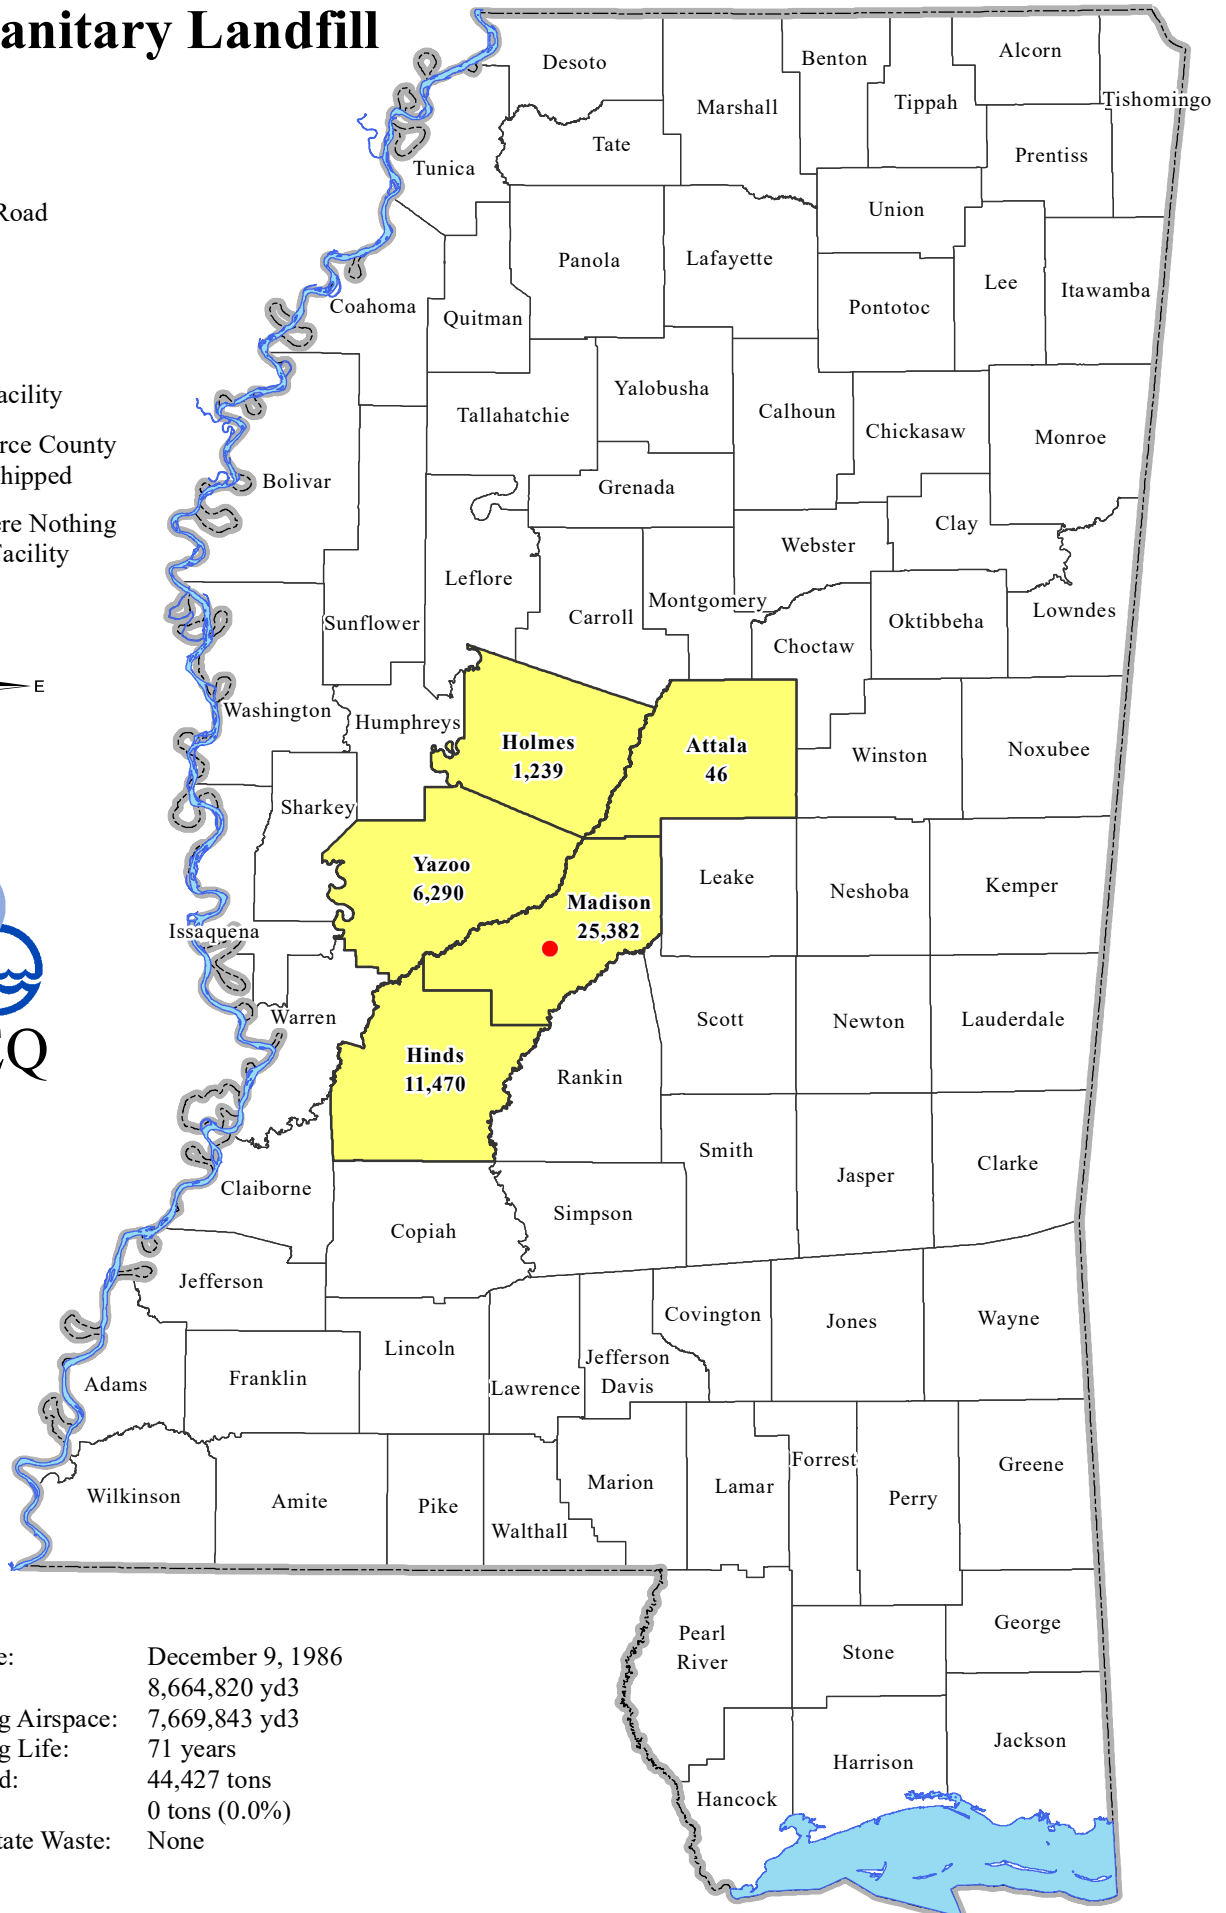 anitary Landfill
Road
acility
rce County
hipped
ere Nothing
Facility
E
CQ
Desoto
Benton
Alcorn
Marshall
Tippah
Tishomingo
Tate
Tunica
Prentiss
Union
Panola
Lafayette
Lee
Itawamba
Coahoma
Quitman
Pontotoc
Yalobusha
Tallahatchie
Calhoun
Chickasaw
Monroe
Bolivar
Grenada
Clay
Webster
Leflore
Montgomery
Carroll
Sunflower
Oktibbeha
Lowndes
Choctaw
Washington
Humphreys
Holmes
1,239
Attala
46
Winston
Noxubee
Sharkey
Yazoo
6,290
Leake
Neshoba
Kemper
Madison
25,382
Issaquena
Warren
Scott
Newton
Lauderdale
Hinds
11,470
Rankin
Smith
Jasper
Clarke
Claiborne
Copiah
Simpson
Jefferson
Covington
Jones
Wayne
Lincoln
Jefferson
Davis
Adams
Franklin
Lawrence
Forrest
Greene
Marion
Lamar
Perry
Wilkinson
Amite
Pike
Walthall
Pearl
River
Stone
George
Jackson
Harrison
Hancock
e: December 9, 1986
8,664,820 yd3
g Airspace: 7,669,843 yd3
g Life: 71 years
d: 44,427 tons
0 tons (0.0%)
tate Waste: None